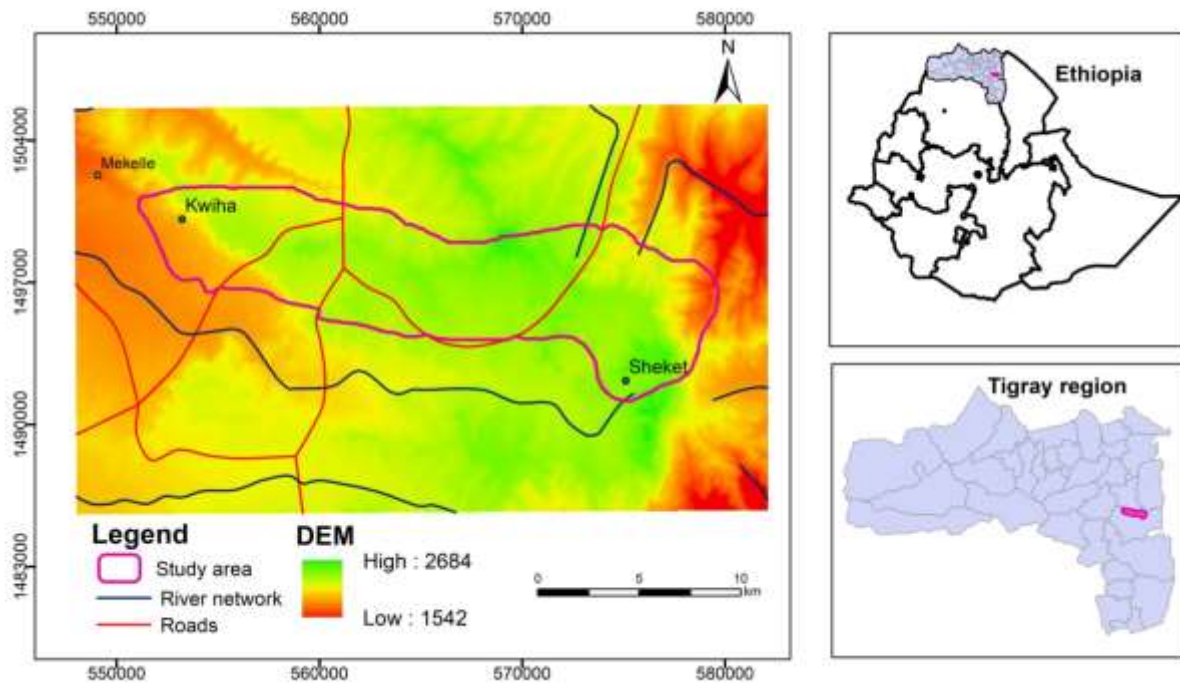 550000 560000 570000 580000
N
1504000
1497000
1490000
1483000
Mekelle
Kwiha
Sheket
Legend
Study area
River network
Roads
DEM
High : 2684
Low : 1542
0 5 10
km
550000 560000 570000 580000
Ethiopia
Tigray region